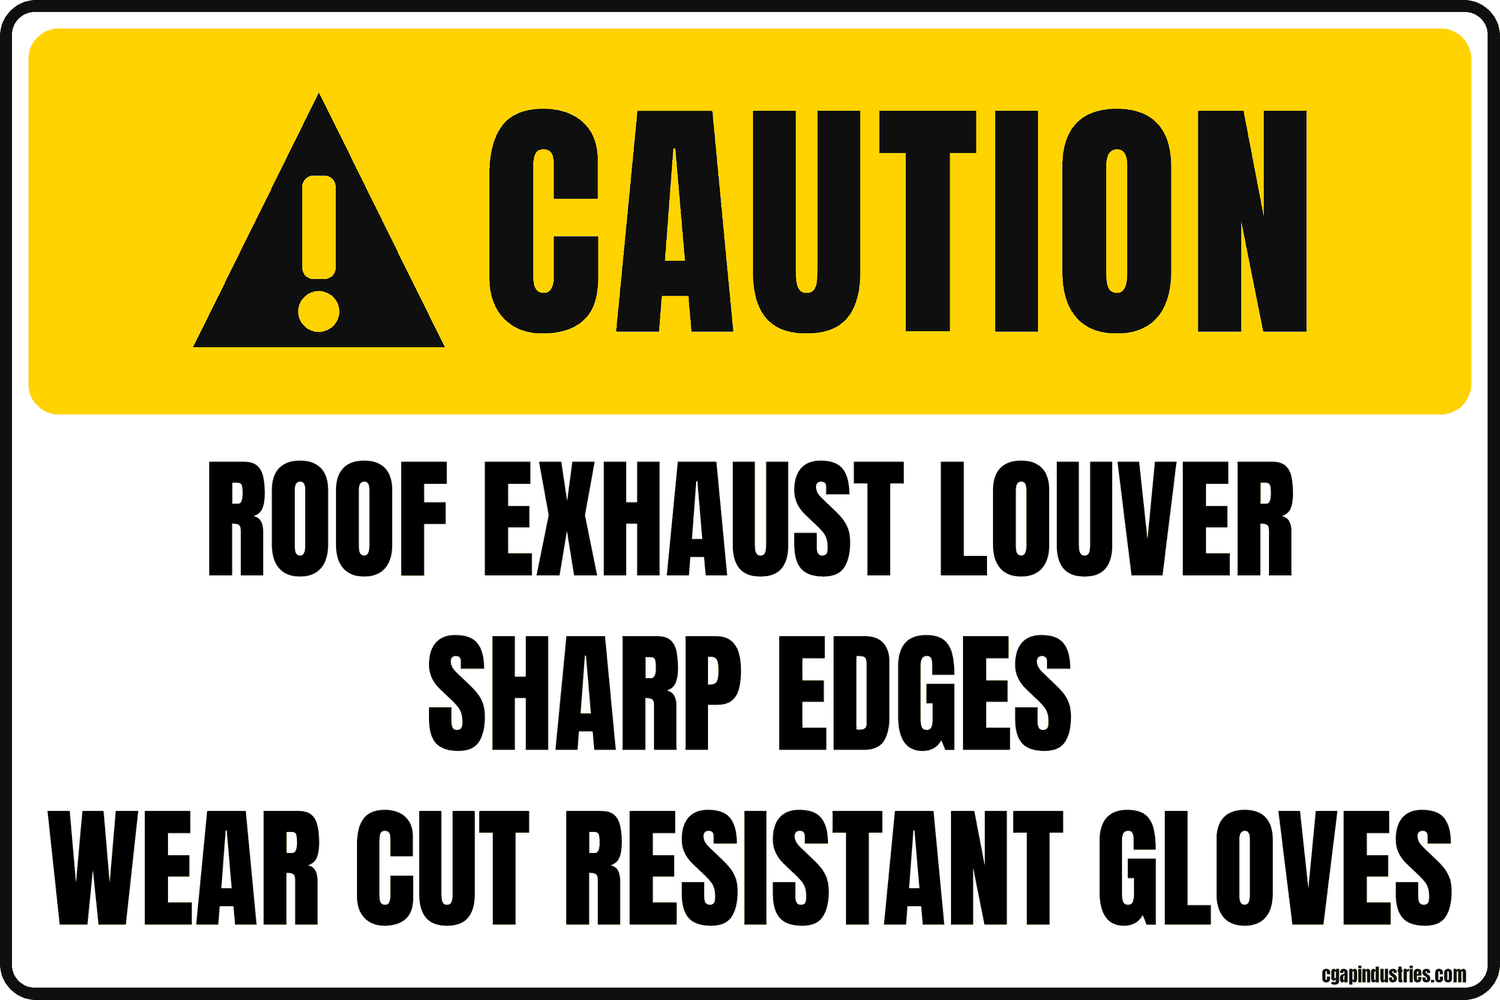 CAUTION
ROOF EXHAUST LOUVER
SHARP EDGES
WEAR CUT RESISTANT GLOVES
cgapindustries.com